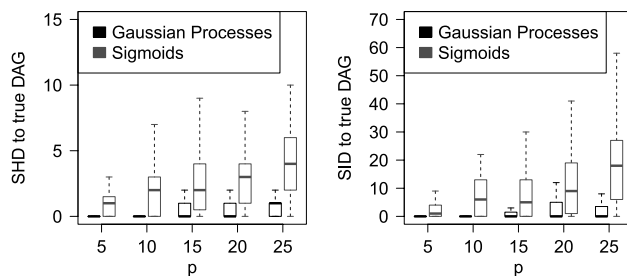 SHD to true DAG
15
10
5
0
Gaussian Processes
Sigmoids
5 10 15 20 25
p
SID to true DAG
70
60
50
40
30
20
10
0
Gaussian Processes
Sigmoids
5 10 15 20 25
p